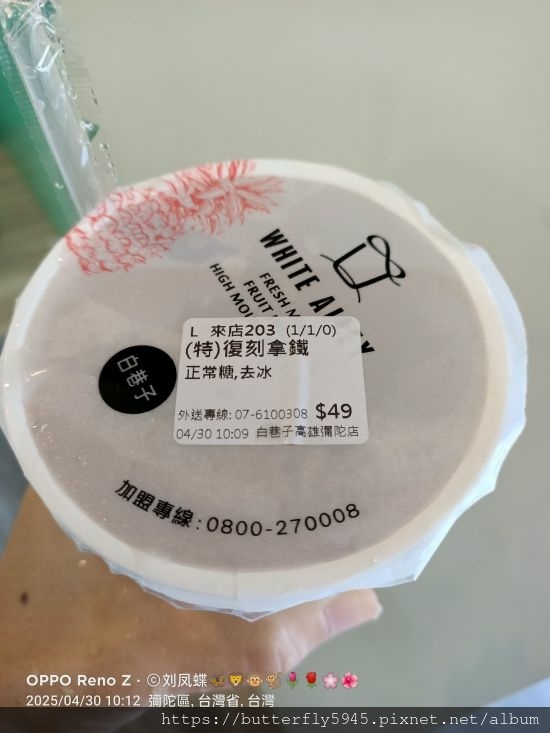 WHITE AL
FRESH M
FRUIT
HIGH MOU
白巷子
L 來店203 (1/1/0)
(特)復刻拿鐵
正常糖,去冰
外送專線: 07-6100308 $49
04/30 10:09 白巷子高雄彌陀店
加盟專線:0800-270008
OPPO Reno Z · ©刘凤蝶🦋🦁🐵🐒🌷🌹🌸🌺
2025/04/30 10:12 彌陀區, 台灣省, 台灣
https://butterfly5945.pixnet.net/album